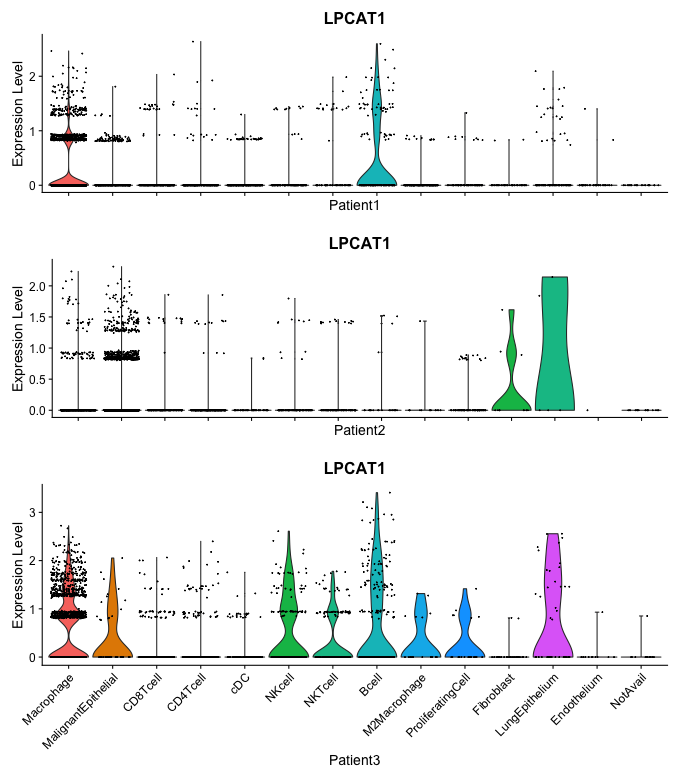 LPCAT1
Expression Level
2
1
0
Patient1
LPCAT1
Expression Level
2.0
1.5
1.0
0.5
0.0
Patient2
LPCAT1
Expression Level
3
2
1
0
Macrophage
MalignantEpithelial
CD8Tcell
CD4Tcell
cDC
NKcell
NKTcell
Bcell
M2Macrophage
ProliferatingCell
Fibroblast
LungEpithelium
Endothelium
NotAvail
Patient3